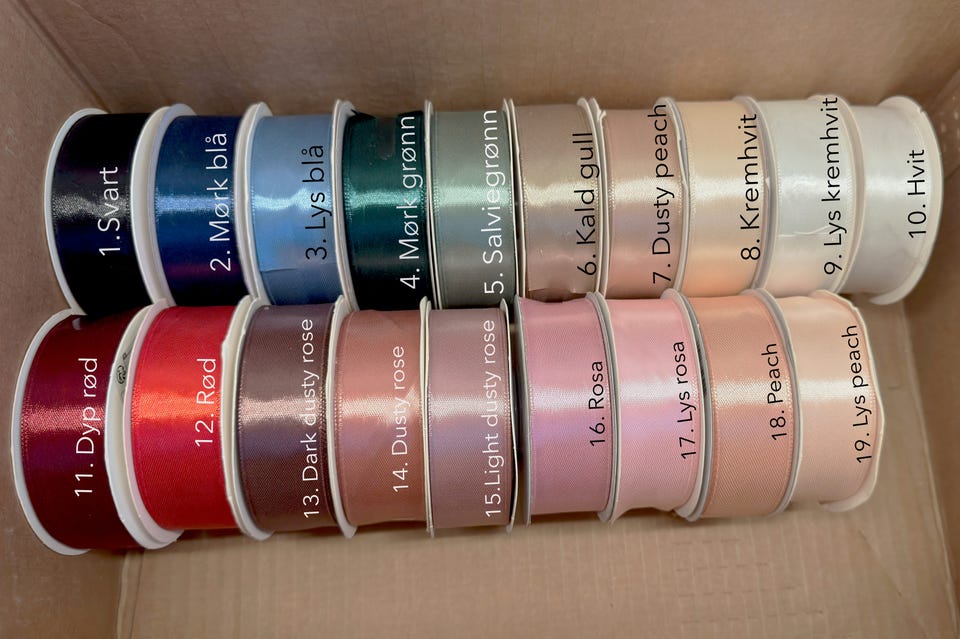 1.Svart
2. Mørk blå
3. Lys blå
4. Mørk grønn
5. Salviegrønn
6. Kald gull
7. Dusty peach
8. Kremhvit
9. Lys kremhvit
10. Hvit
11. Dyp rød
12. Rød
13. Dark dusty rose
14. Dusty rose
15.Light dusty rose
16. Rosa
17. Lys rosa
18. Peach
19. Lys peach